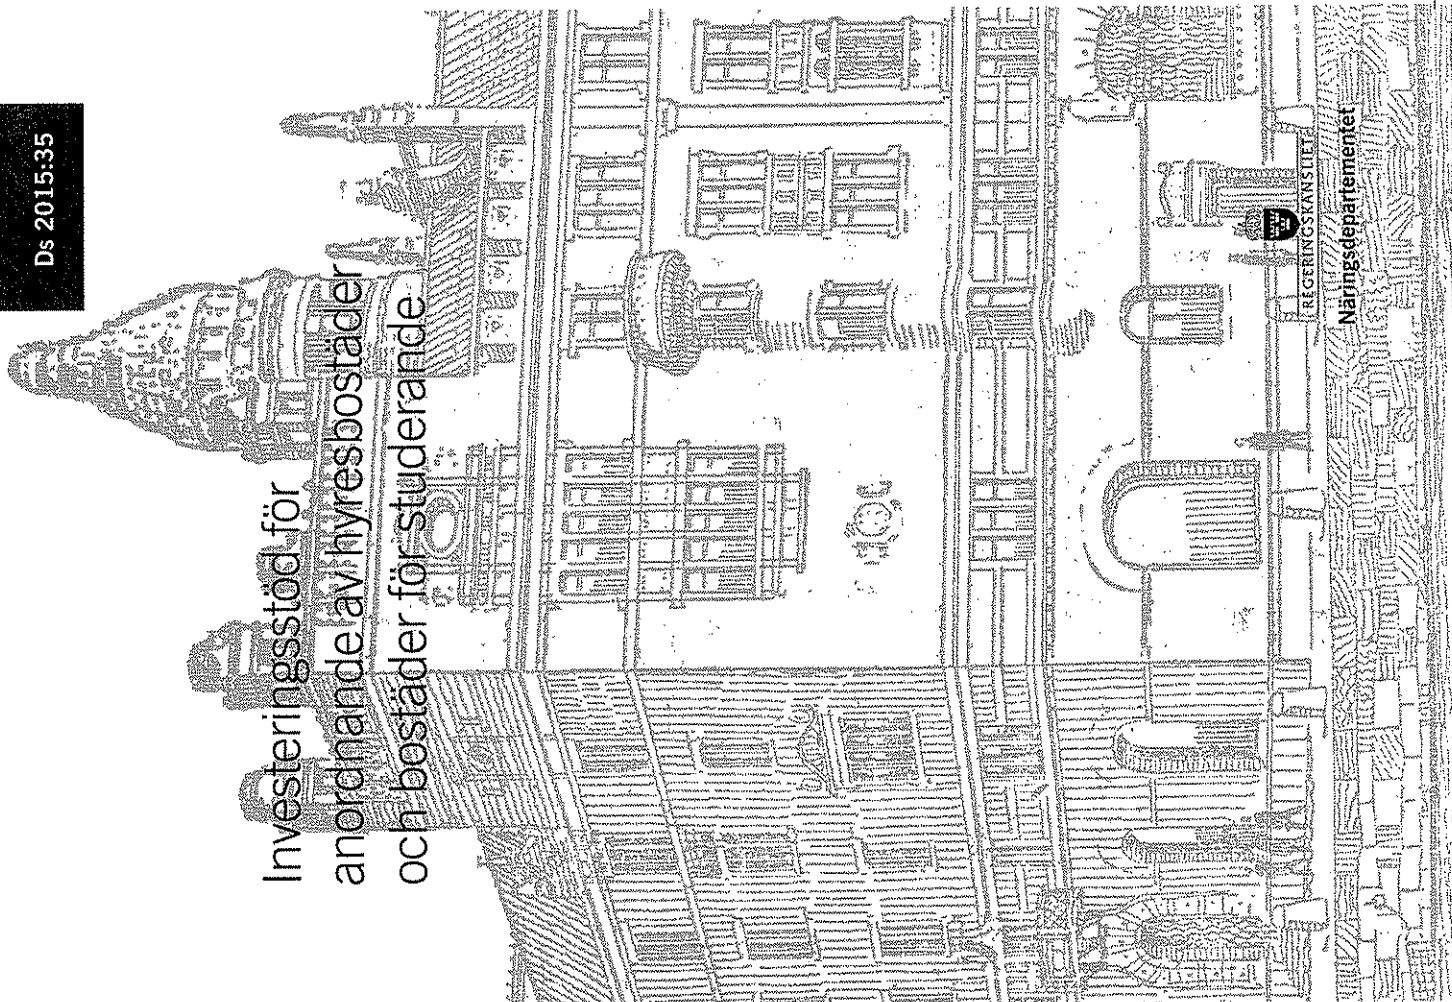 Ds 2015:35
Investeringsstöd för
anordnande av hyresbostäder
och bostäder för studerande
REGERINGSKANSLIET
Näringsdepartementet